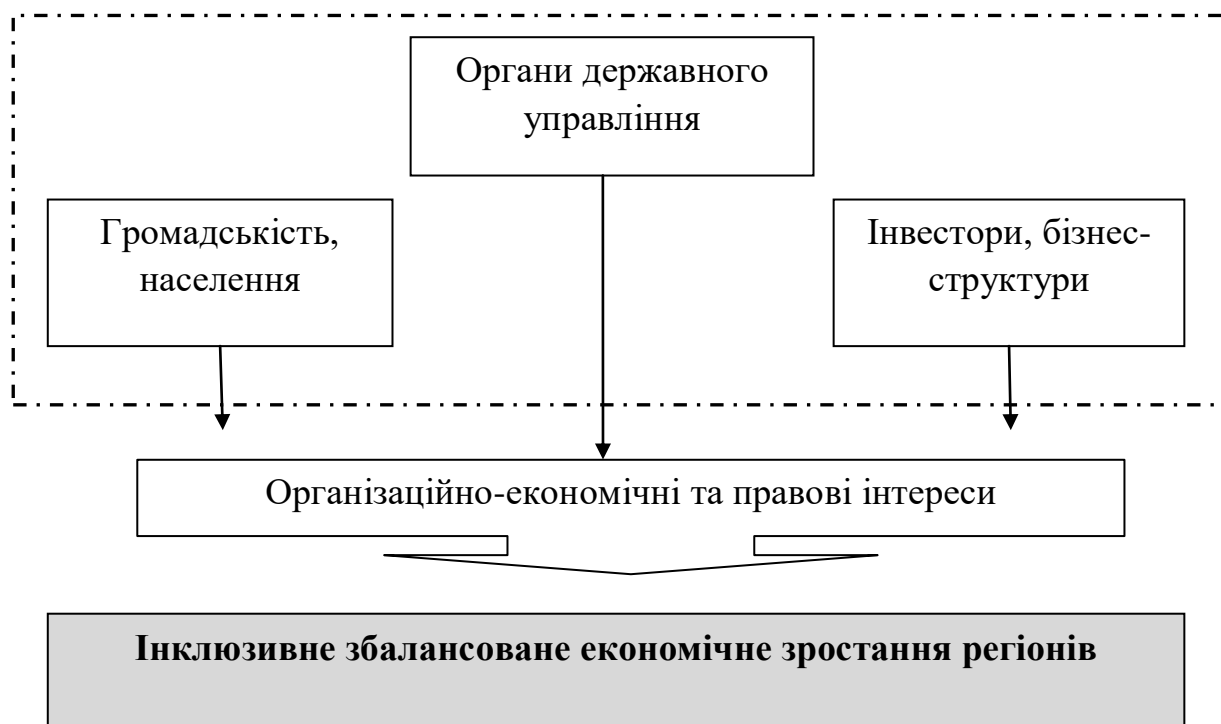 Органи державного
управління
Громадськість,
населення
Інвестори, бізнес-
структури
Організаційно-економічні та правові інтереси
Інклюзивне збалансоване економічне зростання регіонів